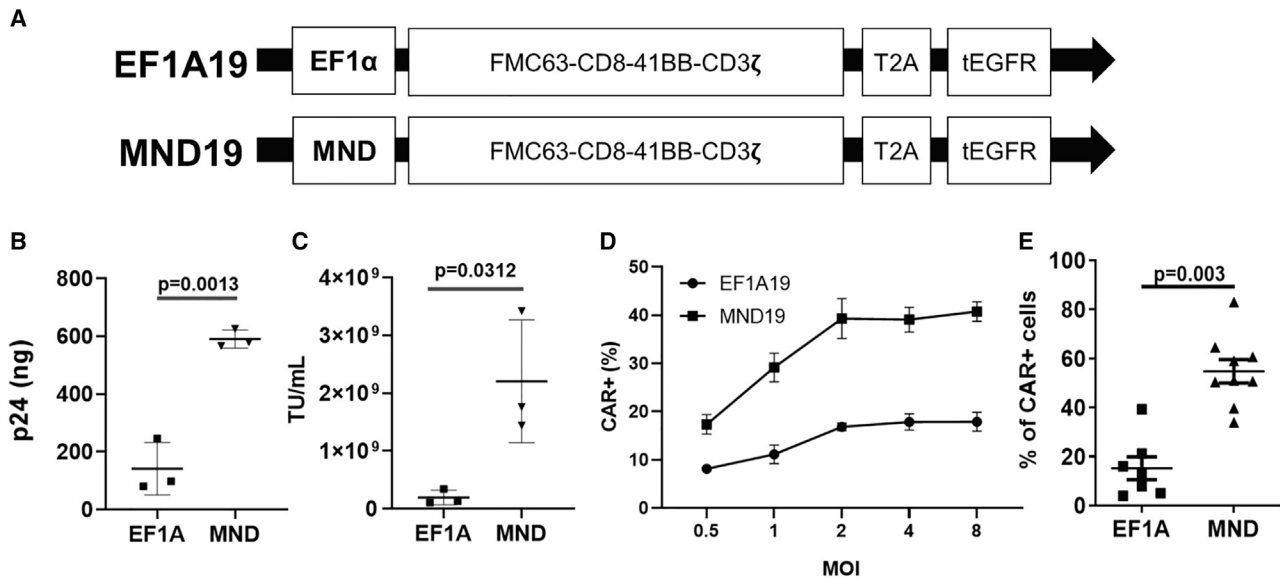 A
EF1A19
EF1α
FMC63-CD8-41BB-CD3ζ
T2A
tEGFR
MND19
MND
FMC63-CD8-41BB-CD3ζ
T2A
tEGFR
B
p24 (ng)
800
600
400
200
0
p=0.0013
EF1A
MND
C
TU/mL
4×10⁹
3×10⁹
2×10⁹
1×10⁹
0
p=0.0312
EF1A
MND
D
CAR+ (%)
50
40
30
20
10
0
EF1A19
MND19
0.5
1
2
4
8
MOI
E
% of CAR+ cells
100
80
60
40
20
0
p=0.003
EF1A
MND